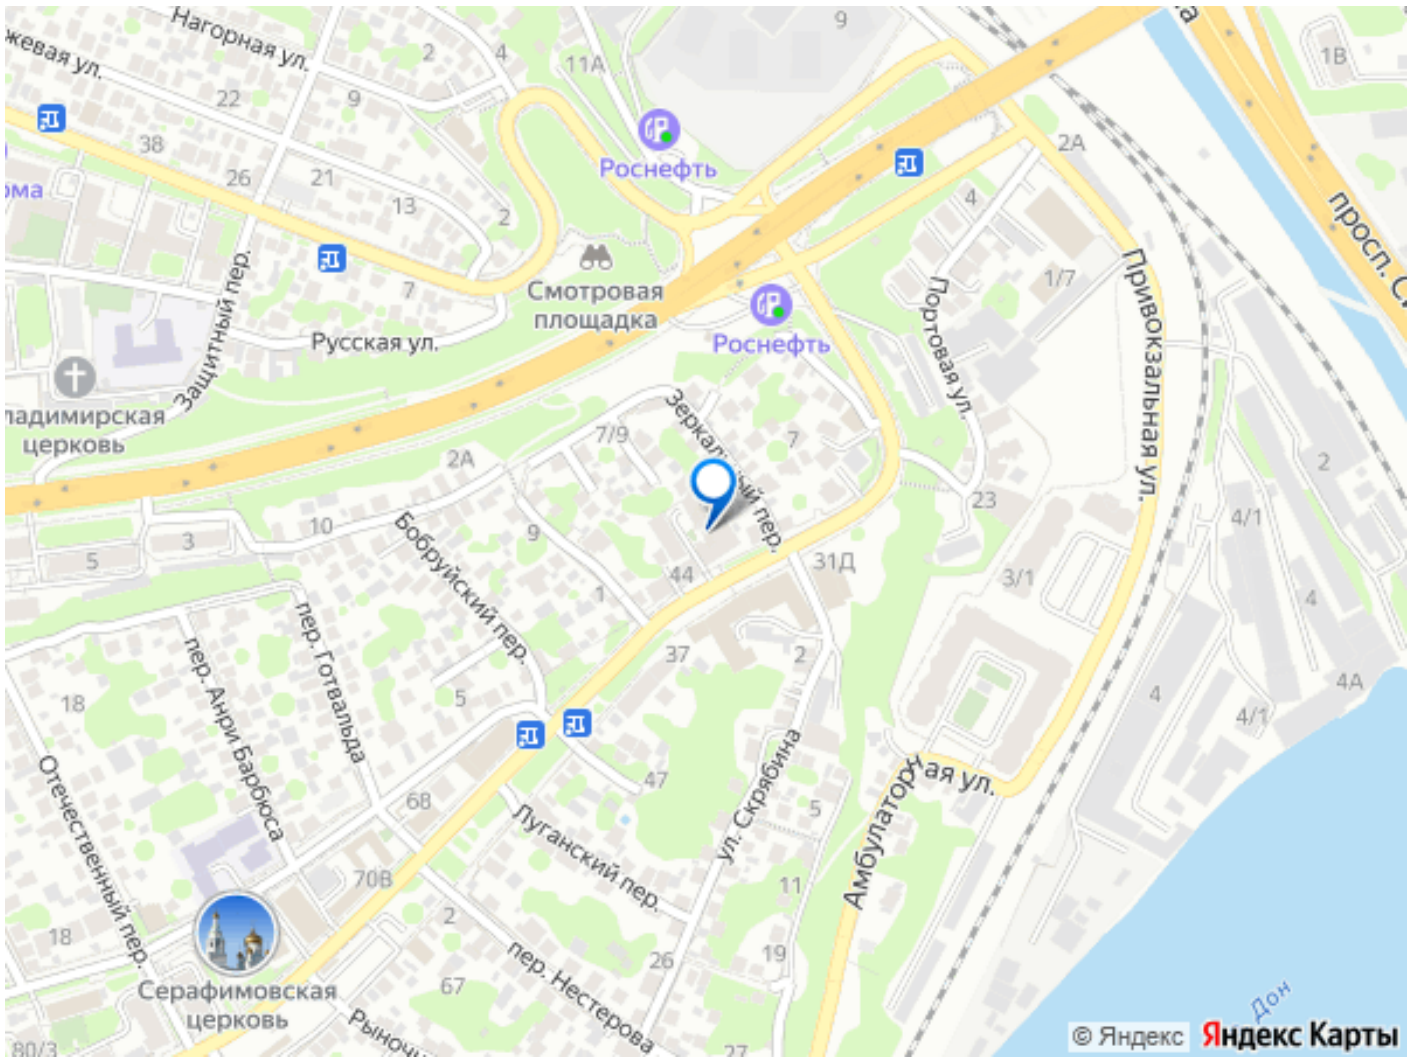 Нагорная ул.
жевая ул.
2
4
11А
9
22
9
38
26
21
13
2
Роснефть
2А
4
1В
просп. С
ома
Защитный пер.
7
Русская ул.
Смотровая
площадка
Роснефть
Портовая ул.
1/7
Привокзальная ул.
ладимирская
церковь
Зеркальный пер.
7/9
7
2А
10
3
5
9
1
44
31Д
23
3/1
2
4/1
4
4А
4
4/1
Бобруйский пер.
пер. Готвальда
пер. Анри Барбюса
5
37
2
18
Отечественный пер.
68
47
70В
Луганский пер.
ул. Скрябина
5
11
Амбулаторная ул.
2
18
Серафимовская
церковь
67
пер. Нестерова
26
19
27
80/3
Рыночн
Дон
© Яндекс
Яндекс Карты